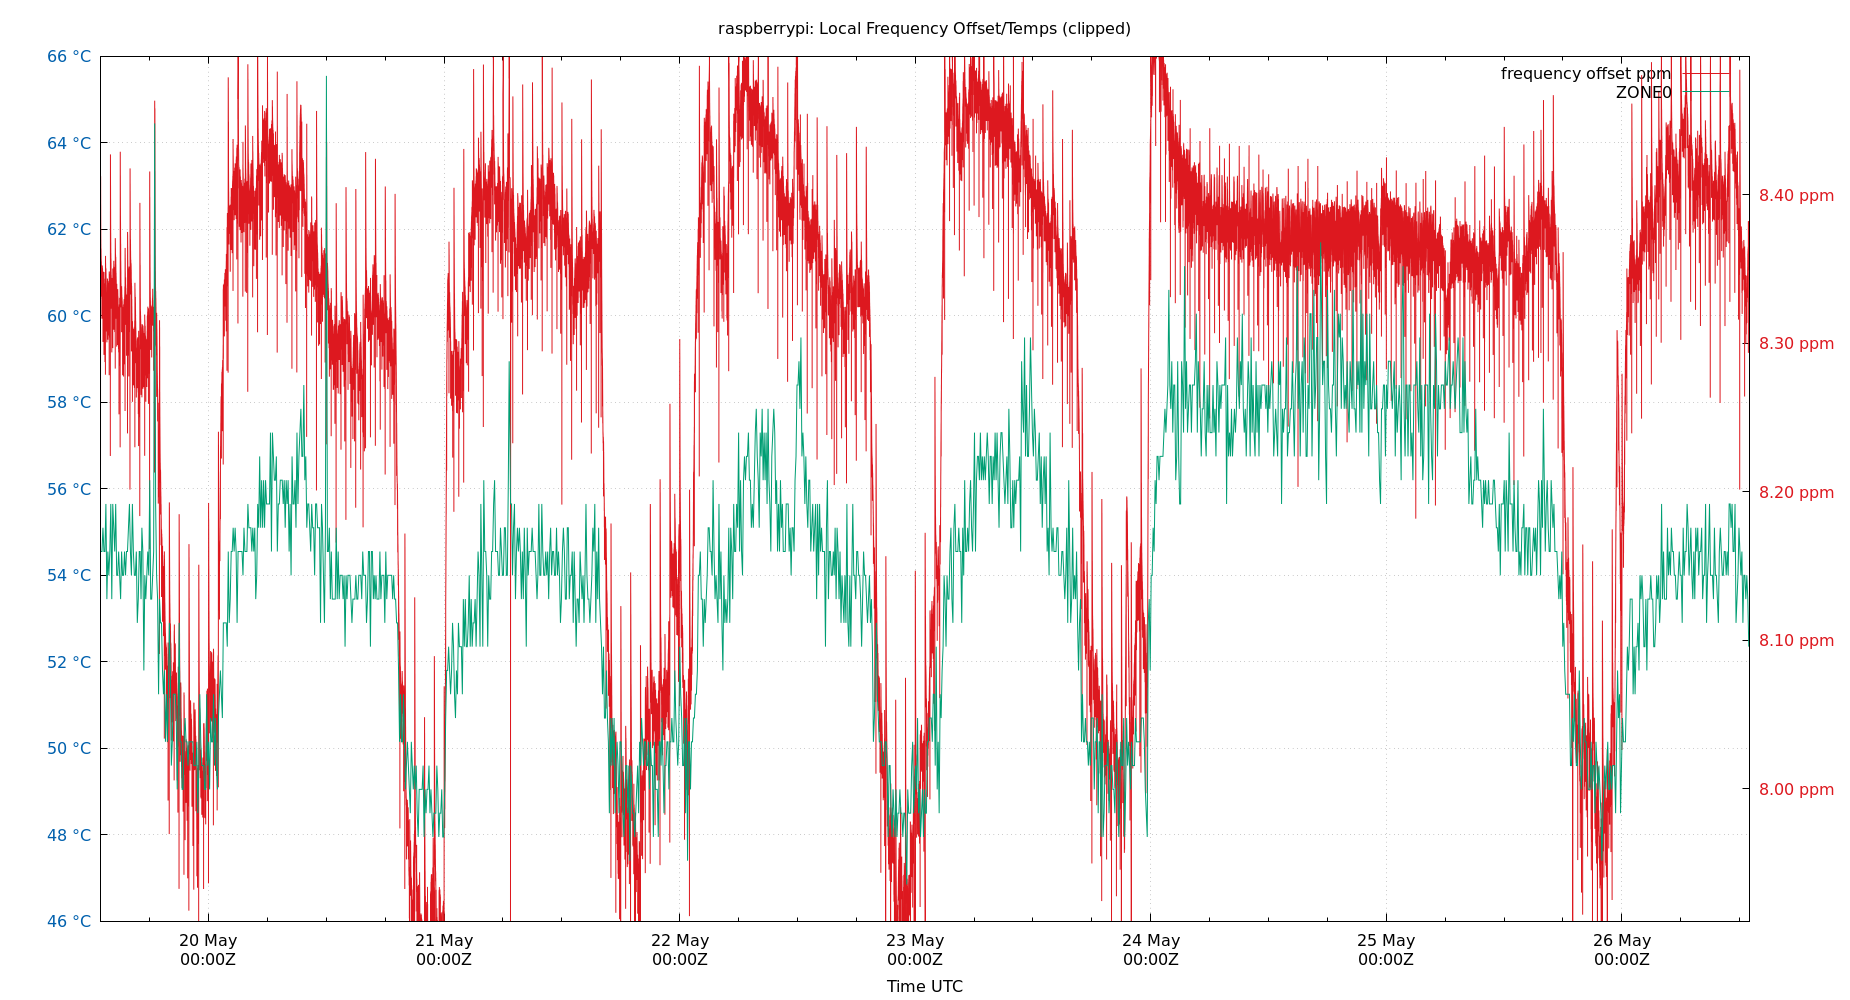 raspberrypi: Local Frequency Offset/Temps (clipped)
66 °C
64 °C
62 °C
60 °C
58 °C
56 °C
54 °C
52 °C
50 °C
48 °C
46 °C
frequency offset ppm
ZONE0
8.40 ppm
8.30 ppm
8.20 ppm
8.10 ppm
8.00 ppm
20 May
00:00Z
21 May
00:00Z
22 May
00:00Z
23 May
00:00Z
24 May
00:00Z
25 May
00:00Z
26 May
00:00Z
Time UTC